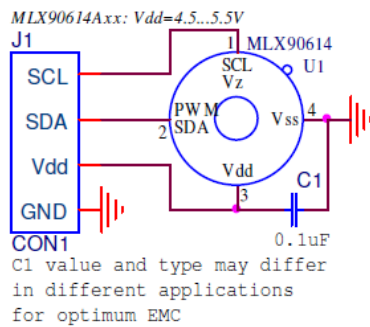 MLX90614Axx: Vdd=4.5...5.5V
J1
SCL
SDA
Vdd
GND
CON1
1
MLX90614
U1
SCL
Vz
PWM
SDA
2
Vss
4
Vdd
3
C1
0.1uF
C1 value and type may differ
in different applications
for optimum EMC